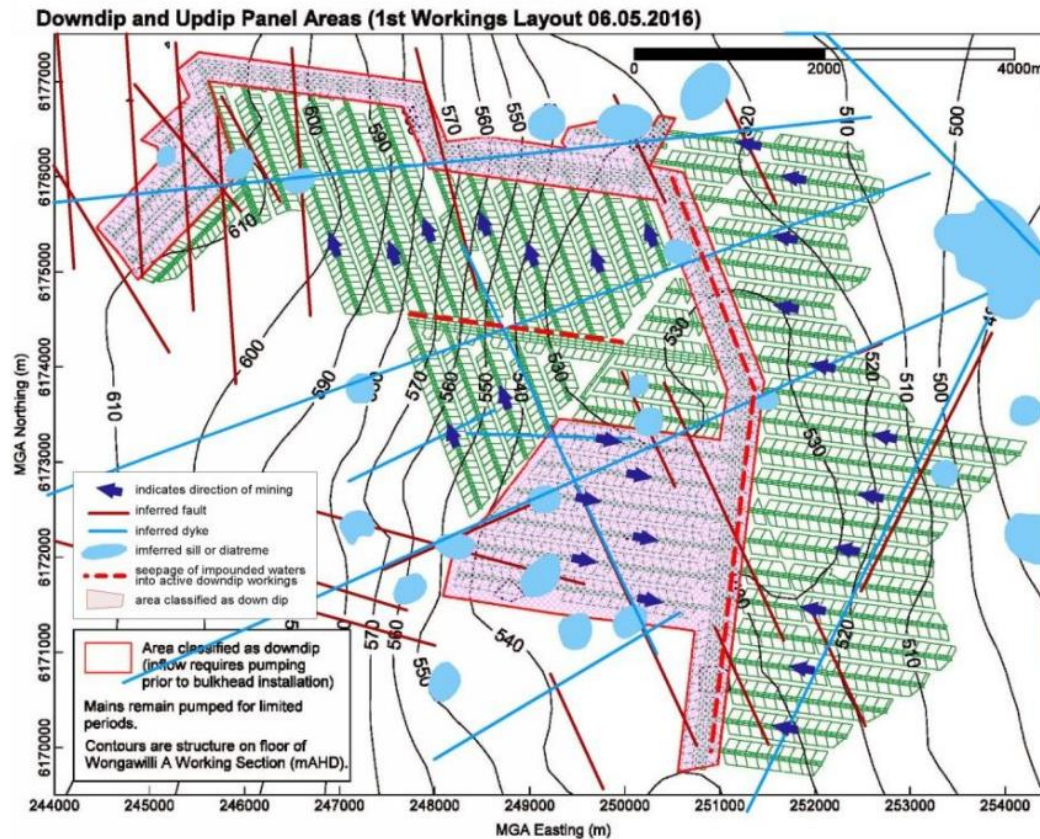 Downdip and Updip Panel Areas (1st Workings Layout 06.05.2016)
0 2000 4000m
6177000
6176000
6175000
6174000
6173000
6172000
6171000
6170000
MGA Northing (m)
570
560
550
510
500
600
590
610
600
590
570
560
540
530
530
520
510
500
610
530
540
570
560
550
520
510
indicates direction of mining
inferred fault
inferred dyke
imferred sill or diatreme
seepage of impounded waters
into active downdip workings
area classified as down dip
Area classified as downdip
(inflow requires pumping
prior to bulkhead installation)
Mains remain pumped for limited
periods.
Contours are structure on floor of
Wongawilli A Working Section (mAHD).
244000 245000 246000 247000 248000 249000 250000 251000 252000 253000 254000
MGA Easting (m)